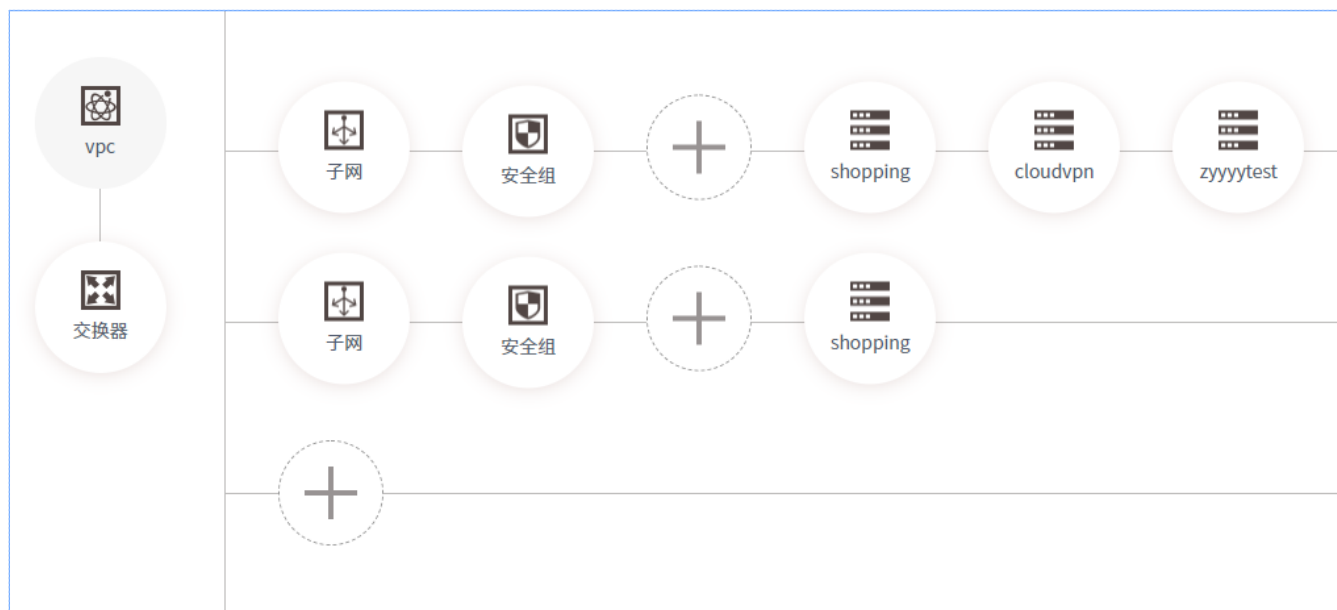 vpc
子网
安全组
shopping
cloudvpn
zyyyytest
交换器
子网
安全组
shopping